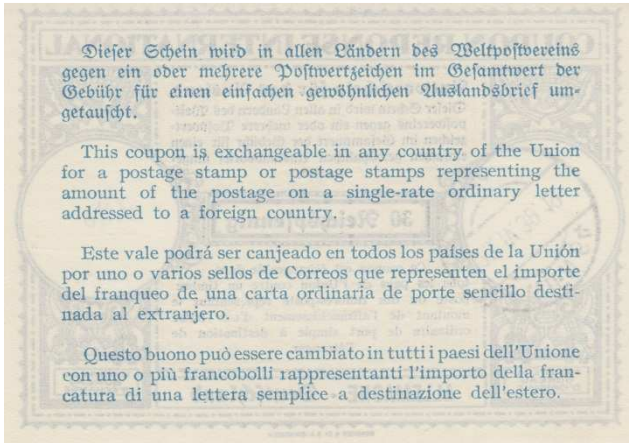 Dieser Schein wird in allen Ländern des Weltpostvereins
gegen ein oder mehrere Postwertzeichen im Gesamtwert der
Gebühr für einen einfachen gewöhnlichen Auslandsbrief um-
getauscht.
This coupon is exchangeable in any country of the Union
for a postage stamp or postage stamps representing the
amount of the postage on a single-rate ordinary letter
addressed to a foreign country.
Este vale podrá ser canjeado en todos los países de la Unión
por uno o varios sellos de Correos que representen el importe
del franqueo de una carta ordinaria de porte sencillo desti-
nada al extranjero.
Questo buono può essere cambiato in tutti i paesi dell'Unione
con uno o più francobolli rappresentanti l'importo della fran-
catura di una lettera semplice a destinazione dell'estero.